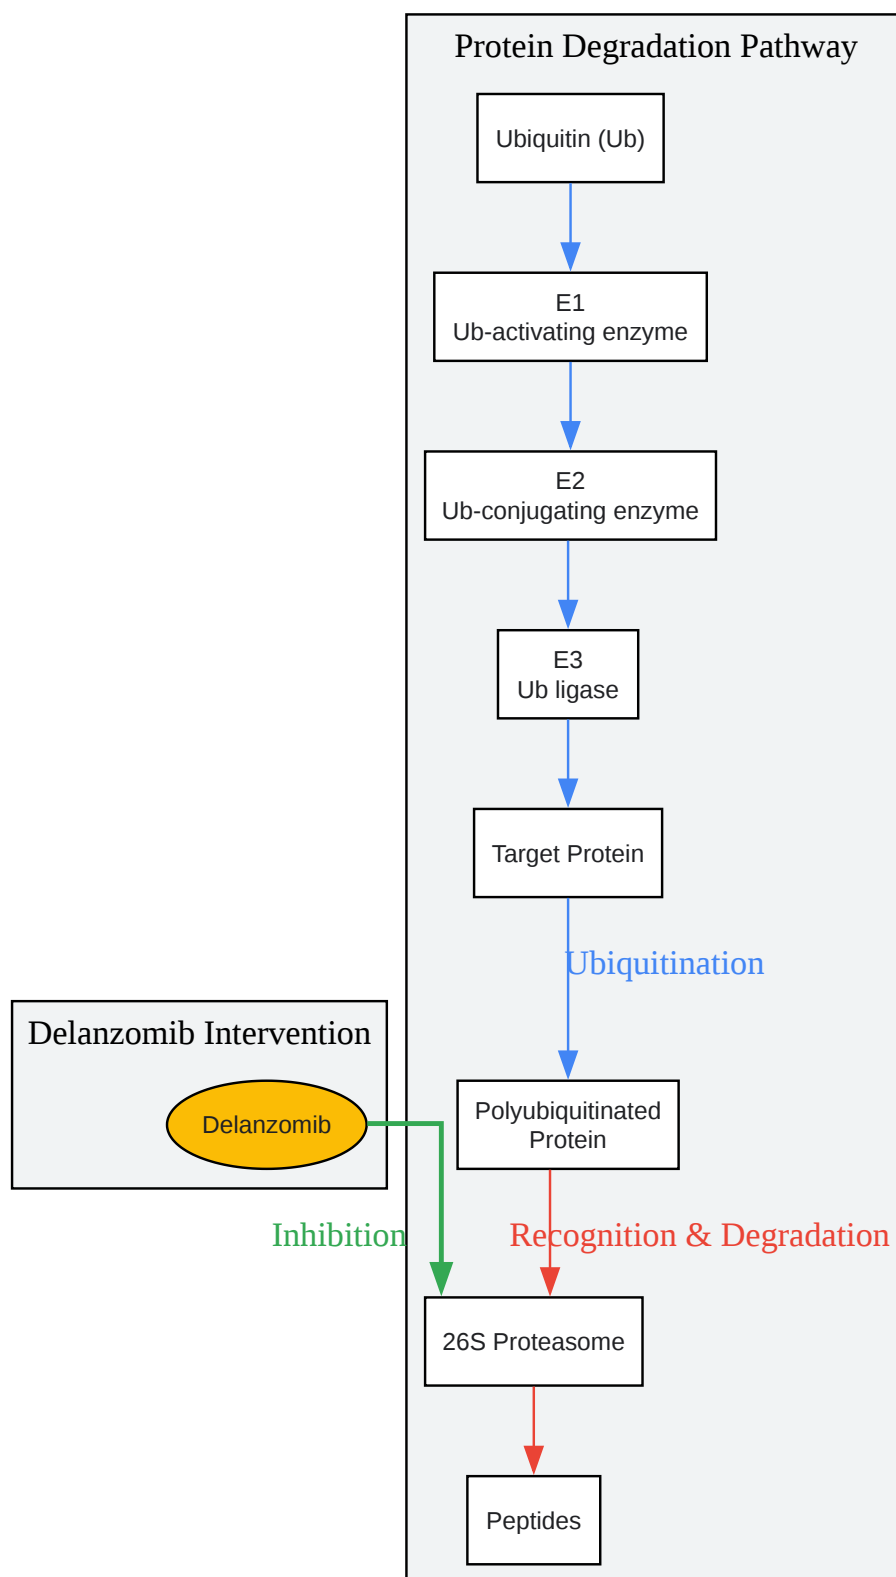 Protein Degradation Pathway
Ubiquitin (Ub)
E1
Ub-activating enzyme
E2
Ub-conjugating enzyme
E3
Ub ligase
Target Protein
Ubiquitination
Delanzomib Intervention
Delanzomib
Polyubiquitinated
Protein
Inhibition
Recognition & Degradation
26S Proteasome
Peptides